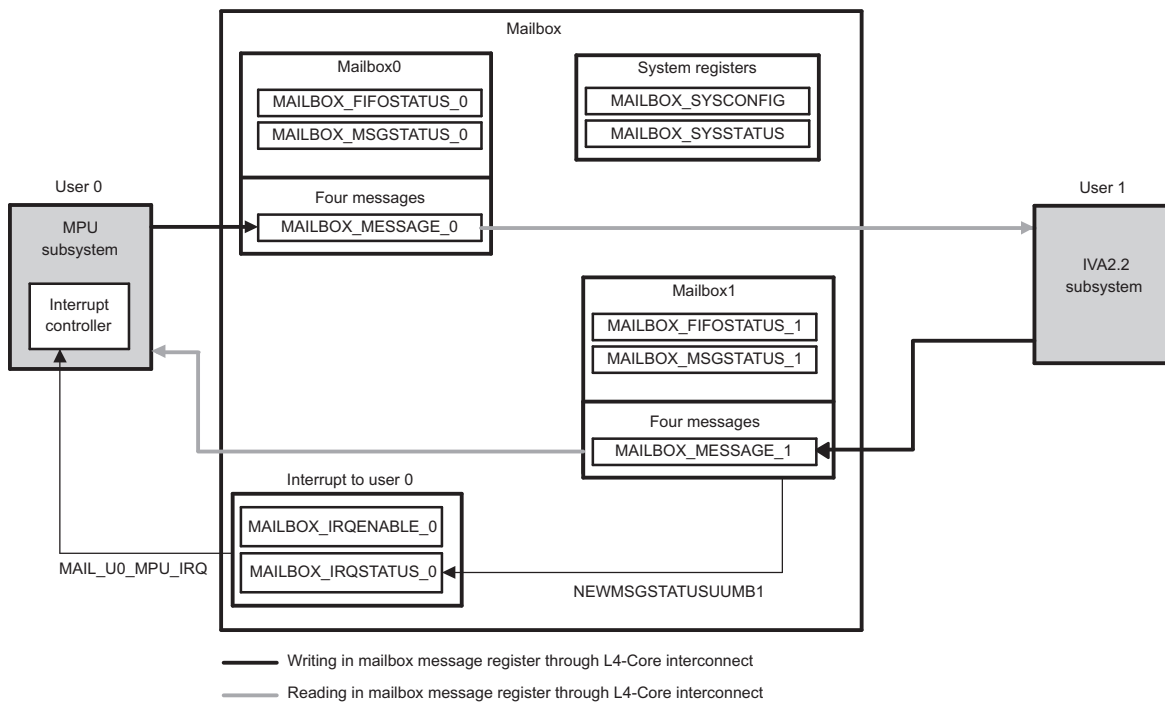 Mailbox
Mailbox0
MAILBOX_FIFOSTATUS_0
MAILBOX_MSGSTATUS_0
Four messages
MAILBOX_MESSAGE_0
System registers
MAILBOX_SYSCONFIG
MAILBOX_SYSSTATUS
User 0
MPU
subsystem
Interrupt
controller
User 1
IVA2.2
subsystem
Mailbox1
MAILBOX_FIFOSTATUS_1
MAILBOX_MSGSTATUS_1
Four messages
MAILBOX_MESSAGE_1
Interrupt to user 0
MAILBOX_IRQENABLE_0
MAILBOX_IRQSTATUS_0
MAIL_U0_MPU_IRQ
NEWMSGSTATUSUUMB1
Writing in mailbox message register through L4-Core interconnect
Reading in mailbox message register through L4-Core interconnect